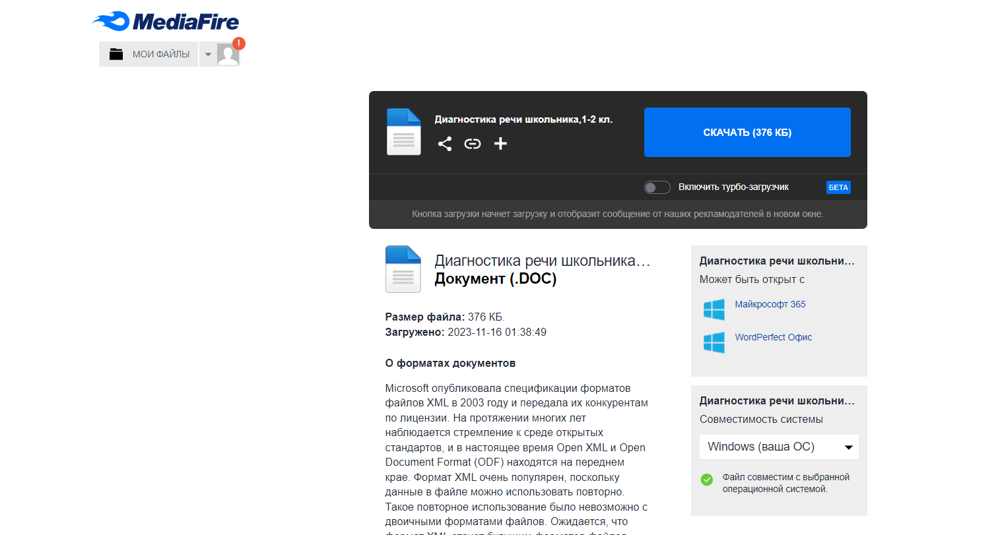 MediaFire
!
МОИ ФАЙЛЫ
Диагностика речи школьника,1-2 кл.
СКАЧАТЬ (376 КБ)
Включить турбо-загрузчик
БЕТА
Кнопка загрузки начнет загрузку и отобразит сообщение от наших рекламодателей в новом окне.
Диагностика речи школьника…
Документ (.DOC)
Размер файла: 376 КБ.
Загружено: 2023-11-16 01:38:49
О форматах документов
Microsoft опубликовала спецификации форматов
файлов XML в 2003 году и передала их конкурентам
по лицензии. На протяжении многих лет
наблюдается стремление к среде открытых
стандартов, и в настоящее время Open XML и Open
Document Format (ODF) находятся на переднем
крае. Формат XML очень популярен, поскольку
данные в файле можно использовать повторно.
Такое повторное использование было невозможно с
двоичными форматами файлов. Ожидается, что
Диагностика речи школьни…
Может быть открыт с
Майкрософт 365
WordPerfect Офис
Диагностика речи школьни…
Совместимость системы
Windows (ваша ОС)
Файл совместим с выбранной
операционной системой.